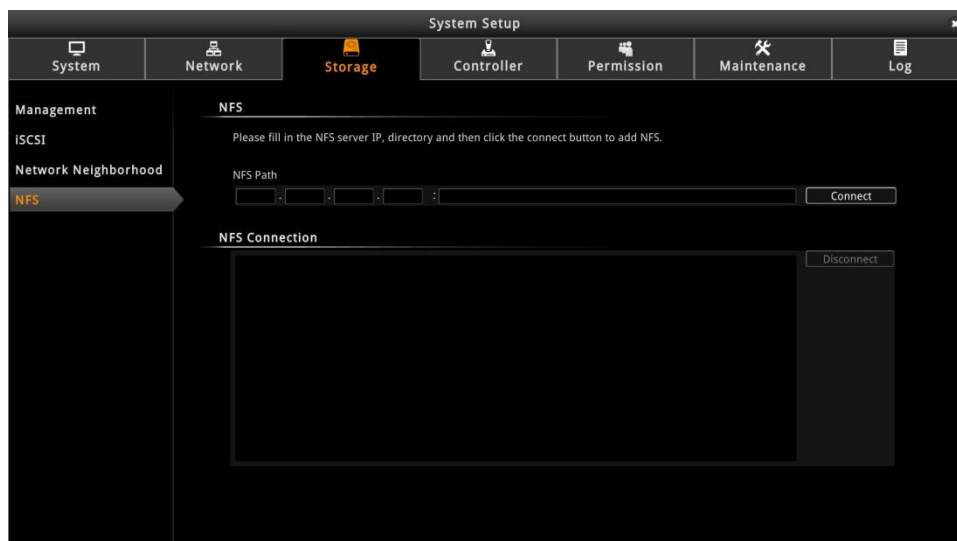 System Setup
System Network Storage Controller Permission Maintenance Log
Management
iSCSI
Network Neighborhood
NFS
NFS
Please fill in the NFS server IP, directory and then click the connect button to add NFS.
NFS Path
. . . : Connect
NFS Connection
Disconnect